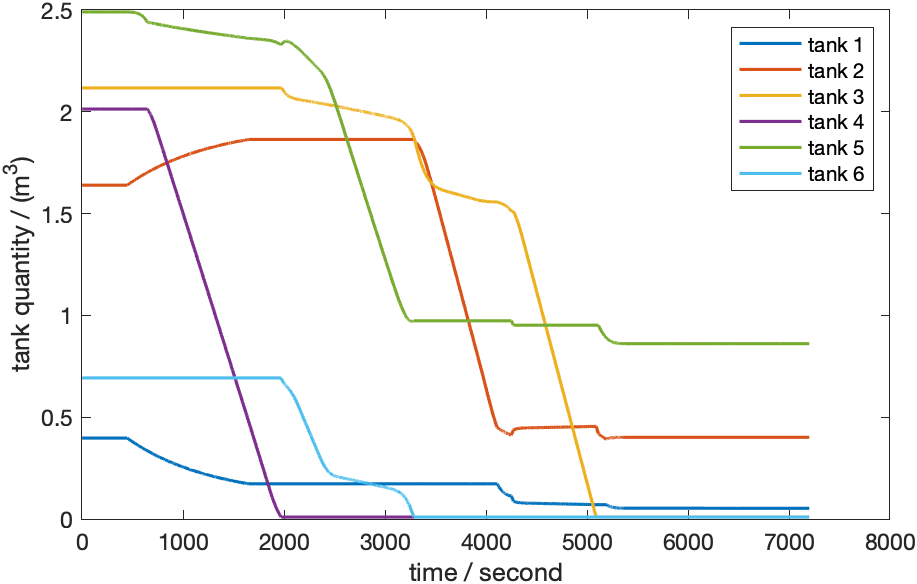 tank quantity / (m³)
2.5
2
1.5
1
0.5
0
0 1000 2000 3000 4000 5000 6000 7000 8000
time / second
tank 1
tank 2
tank 3
tank 4
tank 5
tank 6